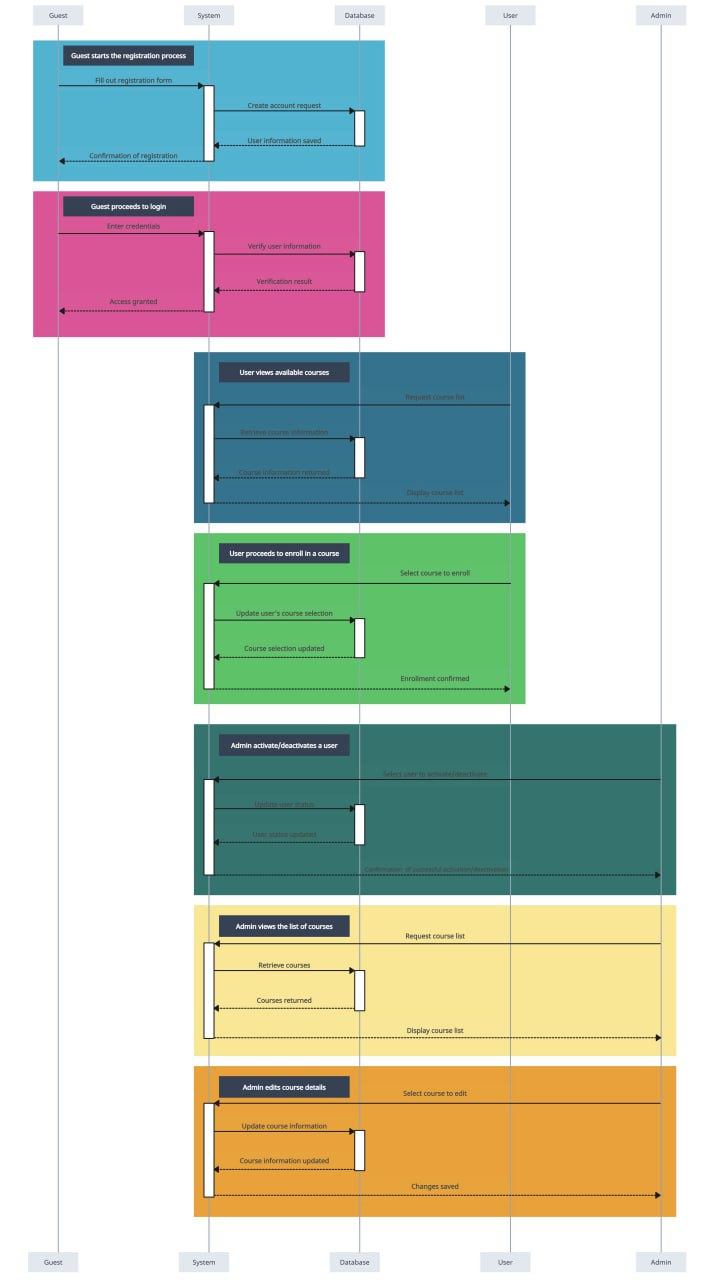 Guest
System
Database
User
Admin
Guest starts the registration process
Fill out registration form
Create account request
User information saved
Confirmation of registration
Guest proceeds to login
Enter credentials
Verify user information
Verification result
Access granted
User views available courses
Request course list
Retrieve course information
Course information returned
Display course list
User proceeds to enroll in a course
Select course to enroll
Update user's course selection
Course selection updated
Enrollment confirmed
Admin activate/deactivates a user
Select user to activate/deactivate
Update user status
User status updated
Confirmation of successful activation/deactivation
Admin views the list of courses
Request course list
Retrieve courses
Courses returned
Display course list
Admin edits course details
Select course to edit
Update course information
Course information updated
Changes saved
Guest
System
Database
User
Admin